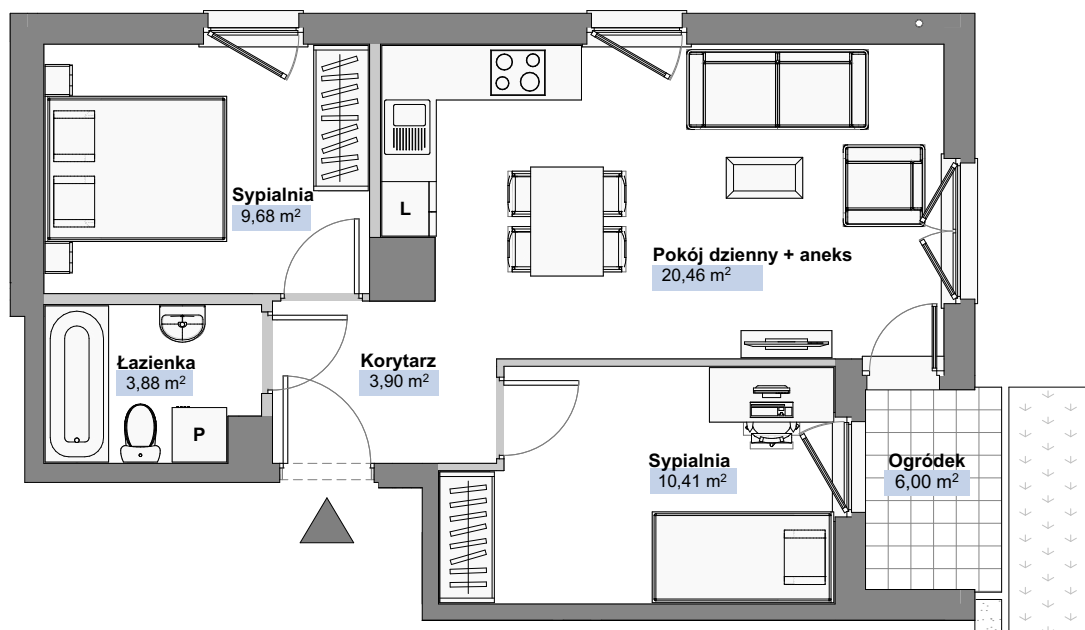 Sypialnia
9,68 m²
L
Pokój dzienny + aneks
20,46 m²
Łazienka
3,88 m²
Korytarz
3,90 m²
P
Sypialnia
10,41 m²
Ogródek
6,00 m²